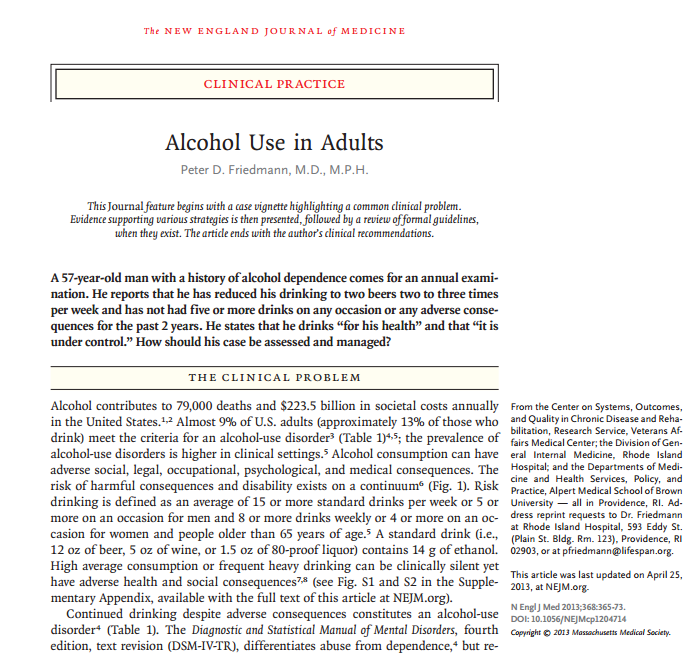 The NEW ENGLAND JOURNAL of MEDICINE
CLINICAL PRACTICE
Alcohol Use in Adults
Peter D. Friedmann, M.D., M.P.H.
This Journal feature begins with a case vignette highlighting a common clinical problem.
Evidence supporting various strategies is then presented, followed by a review of formal guidelines,
when they exist. The article ends with the author's clinical recommendations.
A 57-year-old man with a history of alcohol dependence comes for an annual exami-
nation. He reports that he has reduced his drinking to two beers two to three times
per week and has not had five or more drinks on any occasion or any adverse conse-
quences for the past 2 years. He states that he drinks “for his health” and that “it is
under control.” How should his case be assessed and managed?
THE CLINICAL PROBLEM
Alcohol contributes to 79,000 deaths and $223.5 billion in societal costs annually
in the United States.1,2 Almost 9% of U.S. adults (approximately 13% of those who
drink) meet the criteria for an alcohol-use disorder3 (Table 1)4,5; the prevalence of
alcohol-use disorders is higher in clinical settings.5 Alcohol consumption can have
adverse social, legal, occupational, psychological, and medical consequences. The
risk of harmful consequences and disability exists on a continuum6 (Fig. 1). Risk
drinking is defined as an average of 15 or more standard drinks per week or 5 or
more on an occasion for men and 8 or more drinks weekly or 4 or more on an oc-
casion for women and people older than 65 years of age.5 A standard drink (i.e.,
12 oz of beer, 5 oz of wine, or 1.5 oz of 80-proof liquor) contains 14 g of ethanol.
High average consumption or frequent heavy drinking can be clinically silent yet
have adverse health and social consequences7,8 (see Fig. S1 and S2 in the Supple-
mentary Appendix, available with the full text of this article at NEJM.org).
Continued drinking despite adverse consequences constitutes an alcohol-use
disorder4 (Table 1). The Diagnostic and Statistical Manual of Mental Disorders, fourth
edition, text revision (DSM-IV-TR), differentiates abuse from dependence,4 but re-
From the Center on Systems, Outcomes,
and Quality in Chronic Disease and Reha-
bilitation, Research Service, Veterans Af-
fairs Medical Center; the Division of Gen-
eral Internal Medicine, Rhode Island
Hospital; and the Departments of Medi-
cine and Health Services, Policy, and
Practice, Alpert Medical School of Brown
University — all in Providence, RI. Ad-
dress reprint requests to Dr. Friedmann
at Rhode Island Hospital, 593 Eddy St.
(Plain St. Bldg. Rm. 123), Providence, RI
02903, or at pfriedmann@lifespan.org.
This article was last updated on April 25,
2013, at NEJM.org.
N Engl J Med 2013;368:365-73.
DOI: 10.1056/NEJMcp1204714
Copyright © 2013 Massachusetts Medical Society.